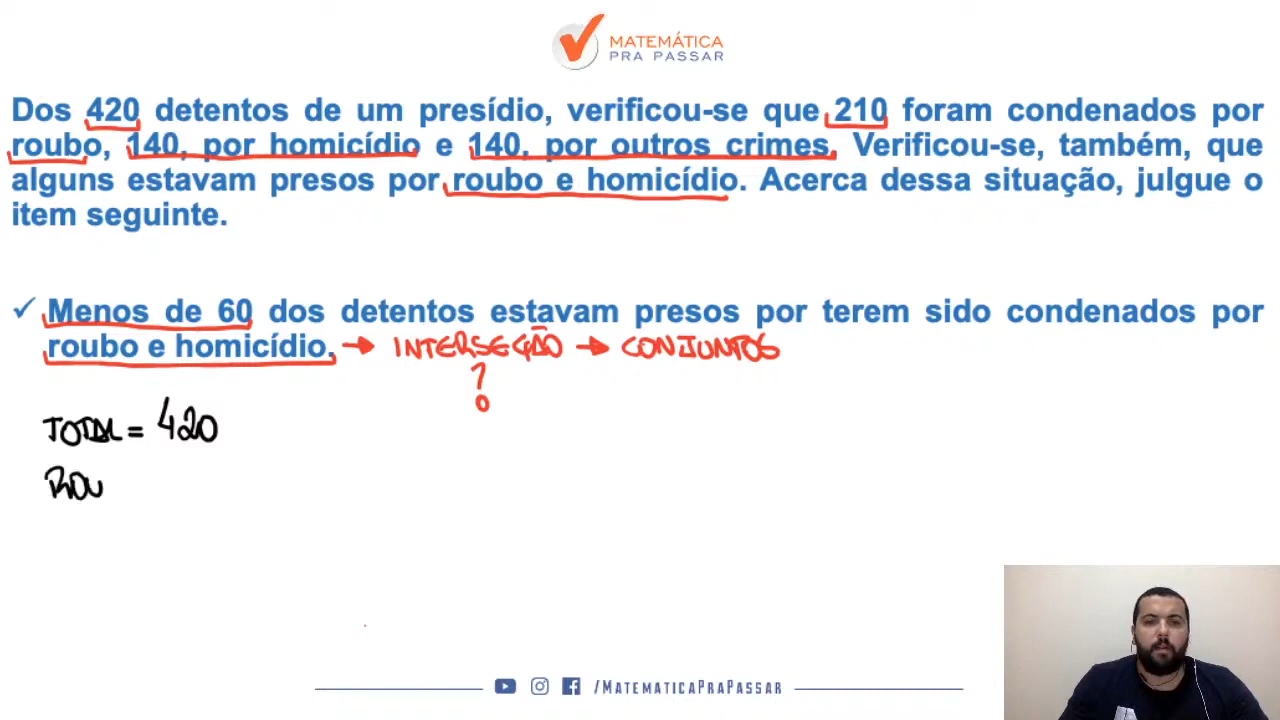 MATEMÁTICA
PRA PASSAR
Dos 420 detentos de um presídio, verificou-se que 210 foram condenados por
roubo, 140, por homicídio e 140, por outros crimes. Verificou-se, também, que
alguns estavam presos por roubo e homicídio. Acerca dessa situação, julgue o
item seguinte.
✓ Menos de 60 dos detentos estavam presos por terem sido condenados por
roubo e homicídio. → INTERSEÇÃO → CONJUNTOS
?
TOTAL = 420
ROU
/MATEMATICAPRAPASSAR